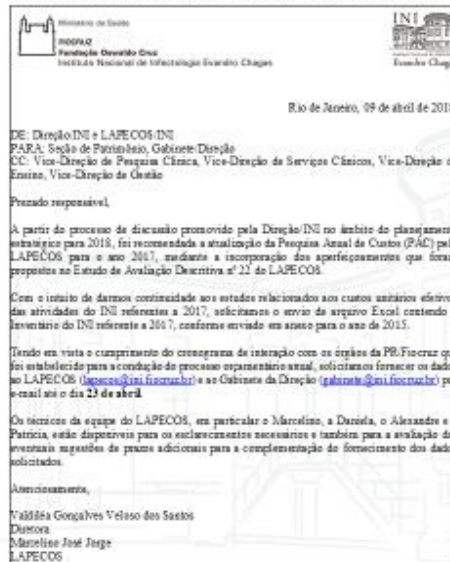 Ministério da Saúde
FIOCRUZ
Fundação Oswaldo Cruz
Instituto Nacional de Infectologia Evandro Chagas
INI
Evandro Chagas
Rio de Janeiro, 09 de abril de 2018
DE: Direção/INI e LAPECOS/INI
PARA: Seção de Patrimônio, Gabinete/Direção
CC: Vice-Direção de Pesquisa Clínica, Vice-Direção de Serviços Clínicos, Vice-Direção d
Ensino, Vice-Direção de Gestão
Prezado responsável,
A partir do processo de discussão promovido pela Direção/INI no âmbito do planejament
estratégico para 2018, foi recomendada a atualização da Pesquisa Anual de Custos (PAC) pel
LAPECOS para o ano 2017, mediante a incorporação dos aperfeiçoamentos que fora
propostos no Estudo de Avaliação Descritiva nº 22 do LAPECOS.
Com o intuito de darmos continuidade aos estudos relacionados aos custos unitários efetivo
das atividades do INI referentes a 2017, solicitamos o envio de arquivo Excel contendo
Inventário do INI referente a 2017, conforme enviado em anexo para o ano de 2015.
Tendo em vista o cumprimento do cronograma de interação com os órgãos da PR/Fiocruz qu
foi estabelecido para a condução do processo orçamentário anual, solicitamos fornecer os dado
ao LAPECOS (lapecos@ini.fiocruz.br) e ao Gabinete da Direção (gabinete@ini.fiocruz.br) po
e-mail até o dia 23 de abril.
Os técnicos da equipe do LAPECOS, em particular o Marcelino, a Daniela, o Alexandre e
Patrícia, estão disponíveis para os esclarecimentos necessários e também para a avaliação da
eventuais sugestões de prazos adicionais para a complementação do fornecimento dos dado
solicitados.
Atenciosamente,
Valdiléa Gonçalves Veloso dos Santos
Diretora
Marcelino José Jorge
LAPECOS